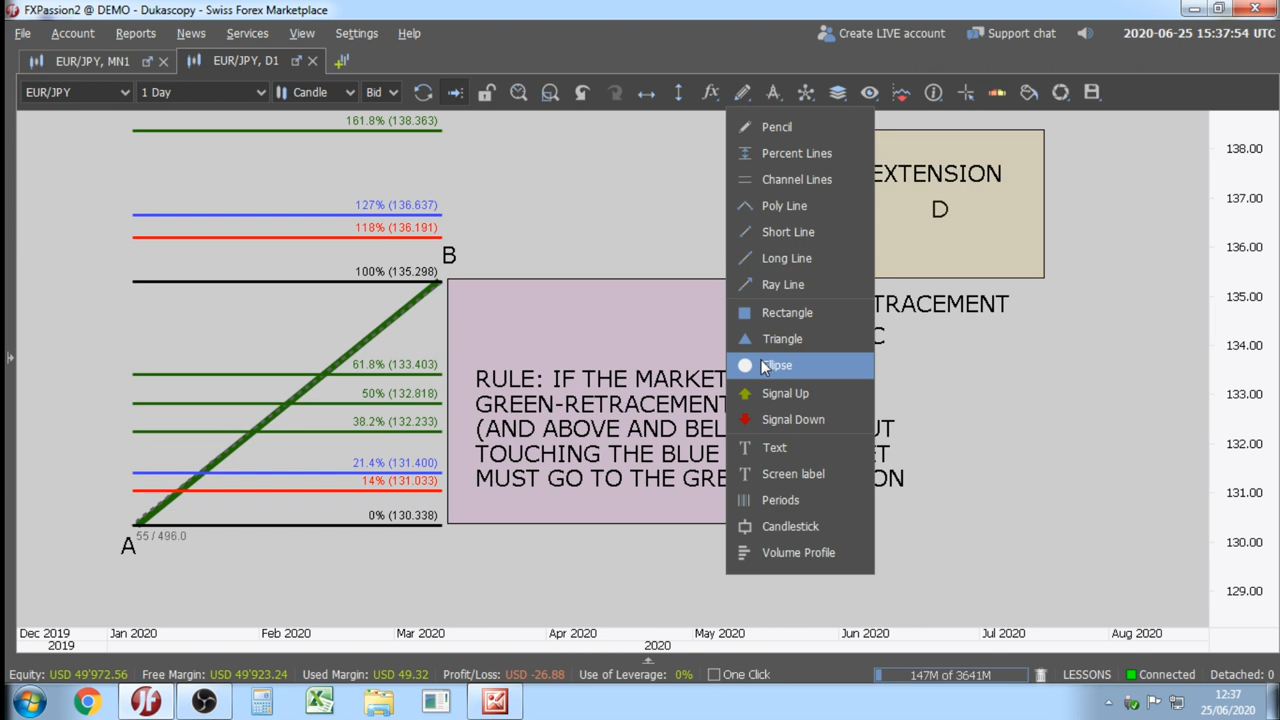 FXPassion2 @ DEMO - Dukascopy - Swiss Forex Marketplace
File Account Reports News Services View Settings Help
Create LIVE account Support chat 2020-06-25 15:37:54 UTC
EUR/JPY, MN1 EUR/JPY, D1
EUR/JPY 1 Day Candle Bid
161.8% (138.363)
127% (136.637)
118% (136.191)
100% (135.298)
B
61.8% (133.403)
50% (132.818)
38.2% (132.233)
21.4% (131.400)
14% (131.033)
0% (130.338)
A
55 / 496.0
RULE: IF THE MARKET
GREEN-RETRACEMENT
(AND ABOVE AND
TOUCHING THE BLUE
MUST GO TO THE
Pencil
Percent Lines
Channel Lines
Poly Line
Short Line
Long Line
Ray Line
Rectangle
Triangle
Signal Up
Signal Down
Text
Screen label
Periods
Candlestick
Volume Profile
EXTENSION
D
C
138.00
137.00
136.00
135.00
134.00
133.00
132.00
131.00
130.00
129.00
Dec 2019 Jan 2020 Feb 2020 Mar 2020 Apr 2020 May 2020 Jun 2020 Jul 2020 Aug 2020
2019 2020
Equity: USD 49'972.56 Free Margin: USD 49'923.24 Used Margin: USD 49.32 Profit/Loss: USD -26.88 Use of Leverage: 0% One Click 147M of 3641M LESSONS Connected Detached: 0
12:37
25/06/2020